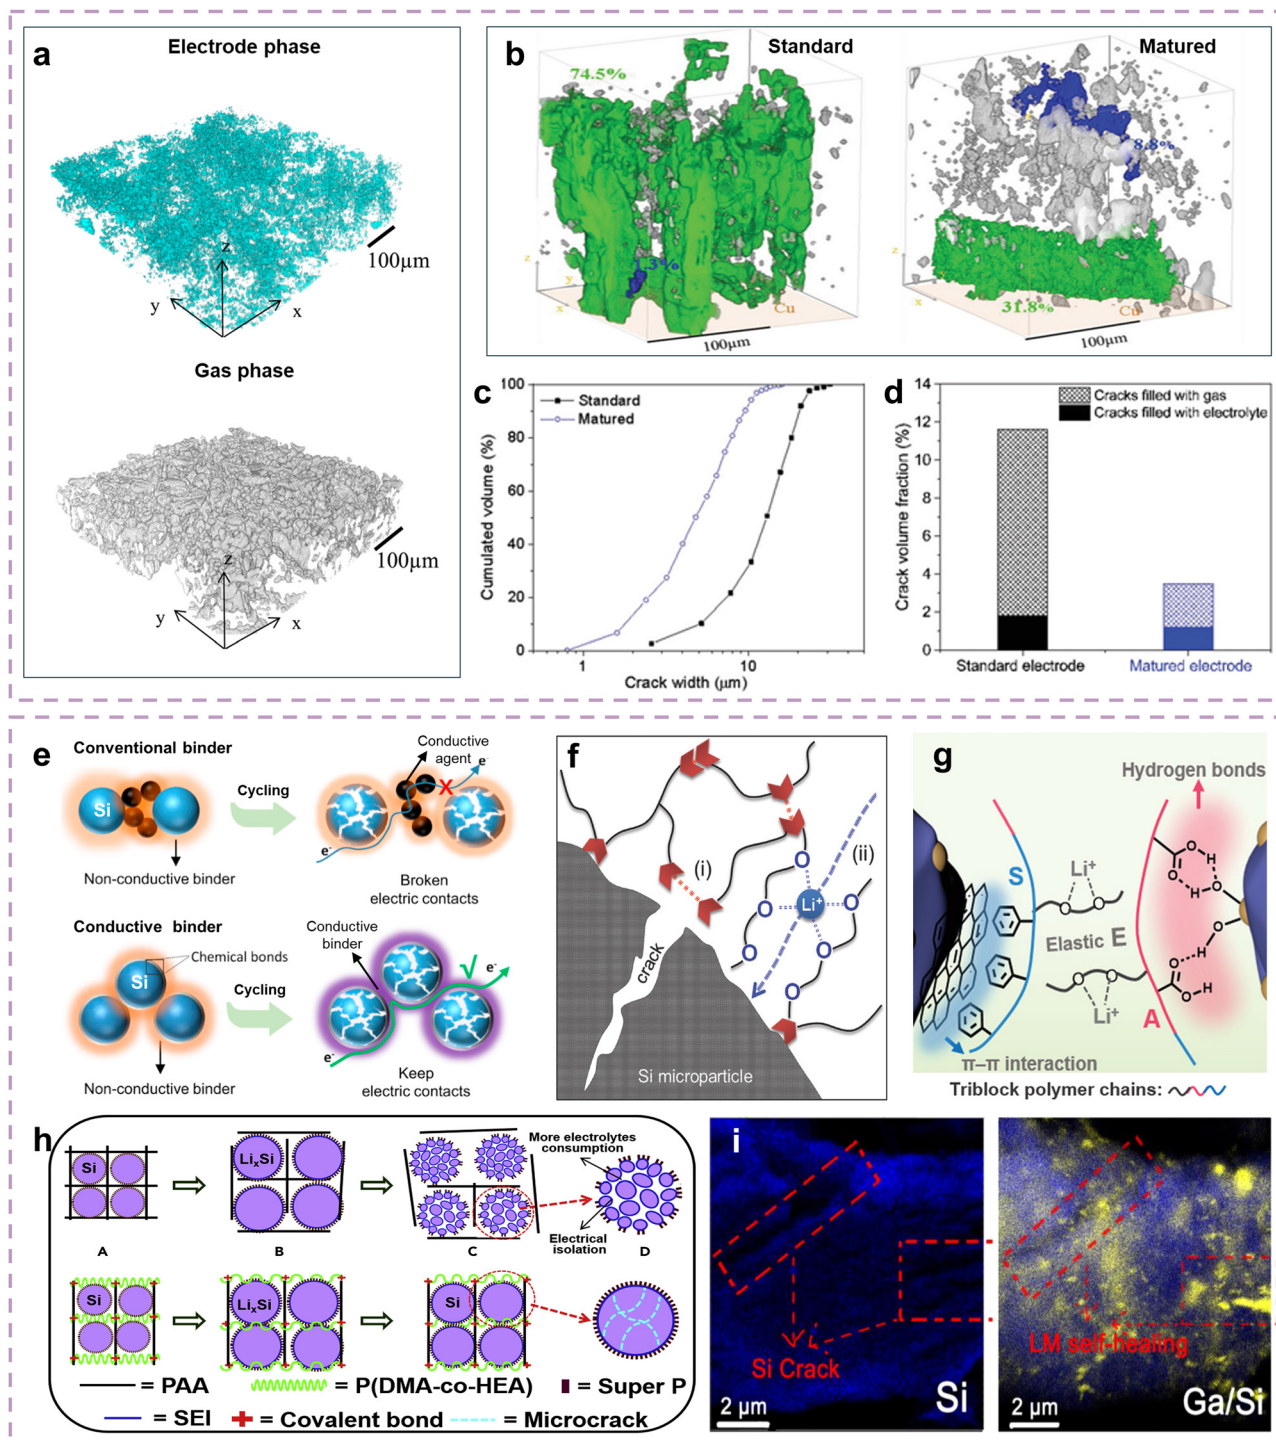 a
Electrode phase
z
y
x
100μm
Gas phase
z
y
x
100μm
b
Standard
74.5%
.3%
z
y
x
Cu
100μm
Matured
8.8%
z
x
31.8%
Cu
100μm
c
Standard
Matured
Cumulated volume (%)
100
80
60
40
20
0
1
10
Crack width (μm)
d
Cracks filled with gas
Cracks filled with electrolyte
Crack volume fraction (%)
14
12
10
8
6
4
2
0
Standard electrode
Matured electrode
e
Conventional binder
Si
Cycling
Conductive
agent
e-
X
e-
Non-conductive binder
Broken
electric contacts
Conductive binder
Chemical bonds
Si
Cycling
Conductive
binder
√
e-
e-
Non-conductive binder
Keep
electric contacts
f
(i)
(ii)
O
O
Li+
O
O
O
O
crack
Si microparticle
g
Hydrogen bonds
S
Li+
Elastic E
Li+
A
O
H
O
H
O
H
O
H
O
O
H
π–π interaction
Triblock polymer chains:
h
Si
LixSi
More electrolytes
consumption
Electrical
isolation
A
B
C
D
Si
LixSi
Si
= PAA
= P(DMA-co-HEA)
= Super P
= SEI
= Covalent bond
= Microcrack
i
Si Crack
2 μm
Si
LM self-healing
2 μm
Ga/Si